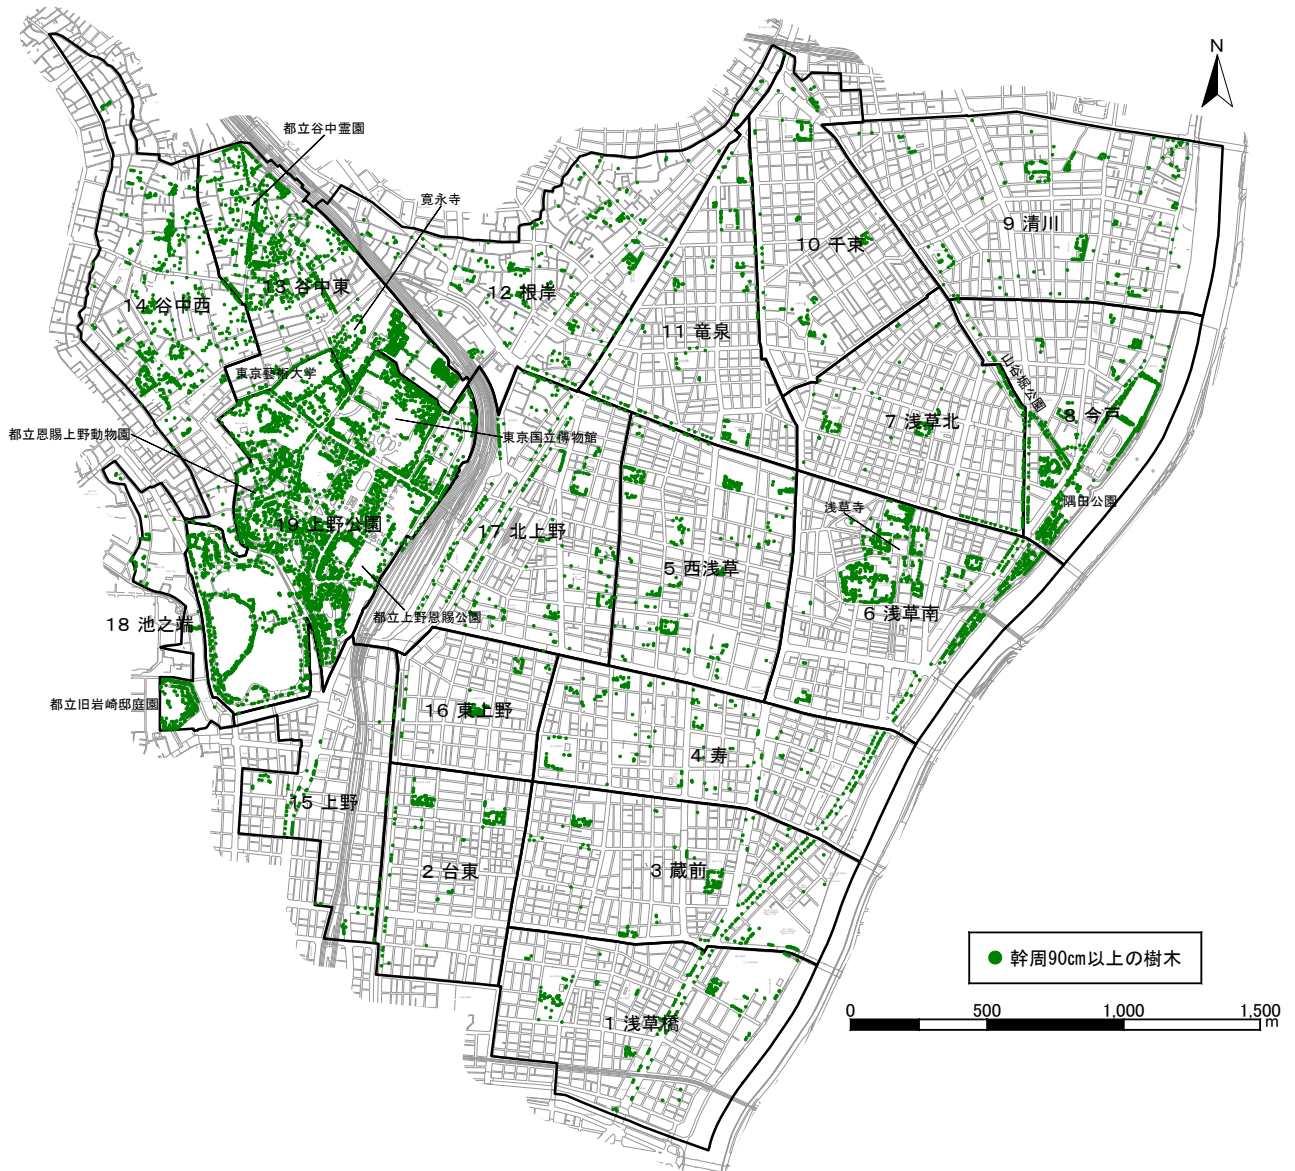 N
都立谷中霊園
寛永寺
9 清川
10 千束
13 谷中東
12 根岸
14 谷中西
11 竜泉
山谷堀公園
東京藝術大学
8 今戸
7 浅草北
都立恩賜上野動物園
東京国立博物館
隅田公園
浅草寺
19 上野公園
17 北上野
5 西浅草
6 浅草南
都立上野恩賜公園
18 池之端
都立旧岩崎邸庭園
16 東上野
4 寿
15 上野
2 台東
3 蔵前
幹周90cm以上の樹木
0 500 1,000 1,500
m
1 浅草橋